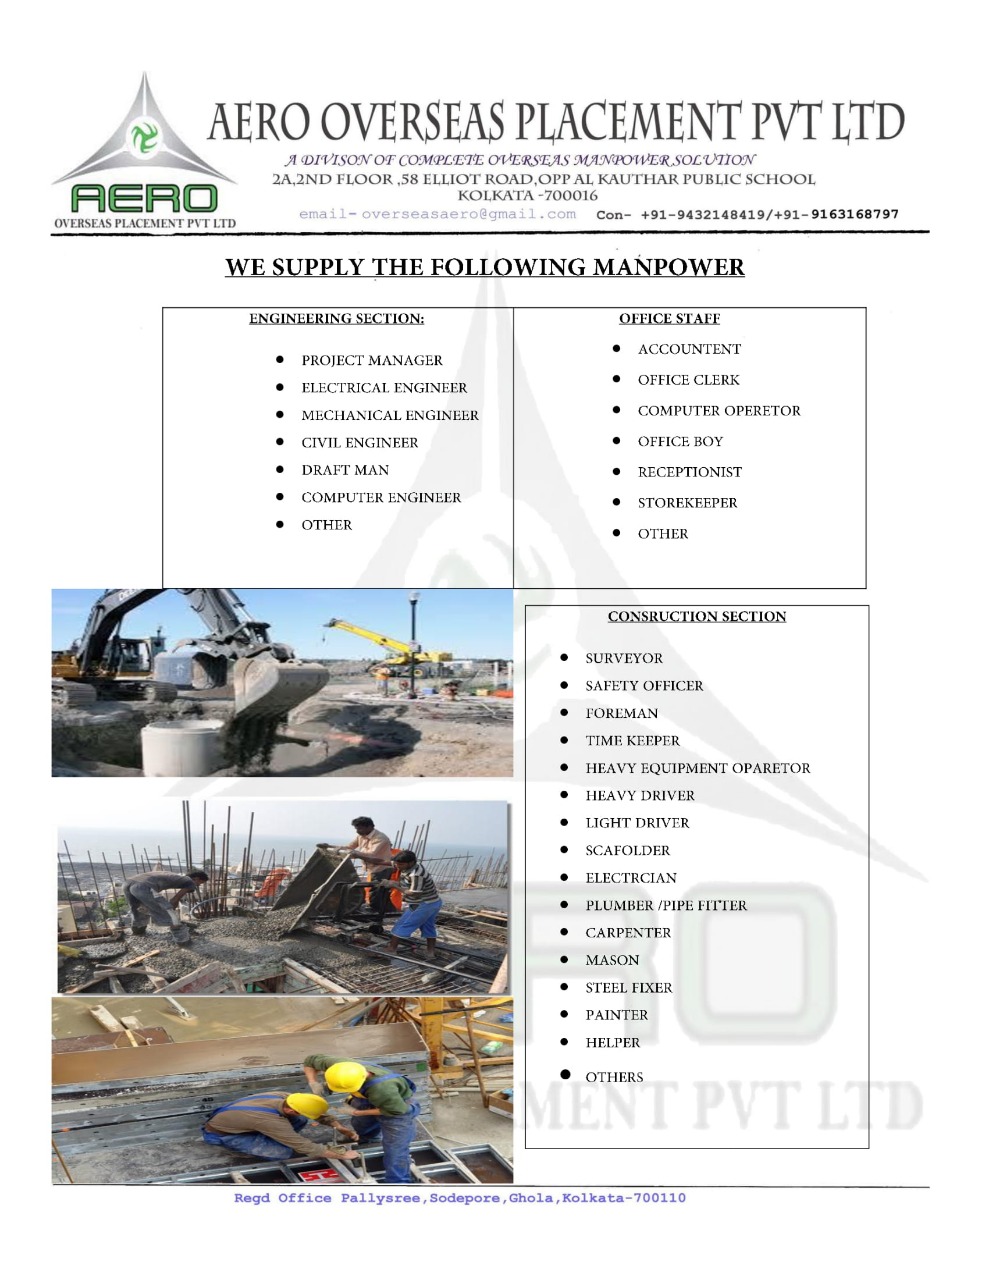 AERO OVERSEAS PLACEMENT PVT LTD
A DIVISON OF COMPLETE OVERSEAS MANPOWER SOLUTION
2A,2ND FLOOR ,58 ELLIOT ROAD,OPP AL KAUTHAR PUBLIC SCHOOL
KOLKATA -700016
email- overseasaero@gmail.com Con- +91-9432148419/+91-9163168797
AERO
OVERSEAS PLACEMENT PVT LTD
WE SUPPLY THE FOLLOWING MANPOWER
ENGINEERING SECTION:
● PROJECT MANAGER
● ELECTRICAL ENGINEER
● MECHANICAL ENGINEER
● CIVIL ENGINEER
● DRAFT MAN
● COMPUTER ENGINEER
● OTHER
OFFICE STAFF
● ACCOUNTENT
● OFFICE CLERK
● COMPUTER OPERETOR
● OFFICE BOY
● RECEPTIONIST
● STOREKEEPER
● OTHER
CONSRUCTION SECTION
● SURVEYOR
● SAFETY OFFICER
● FOREMAN
● TIME KEEPER
● HEAVY EQUIPMENT OPARETOR
● HEAVY DRIVER
● LIGHT DRIVER
● SCAFOLDER
● ELECTRCIAN
● PLUMBER /PIPE FITTER
● CARPENTER
● MASON
● STEEL FIXER
● PAINTER
● HELPER
● OTHERS
RO
MENT PVT LTD
Regd Office Pallysree,Sodepore,Ghola,Kolkata-700110